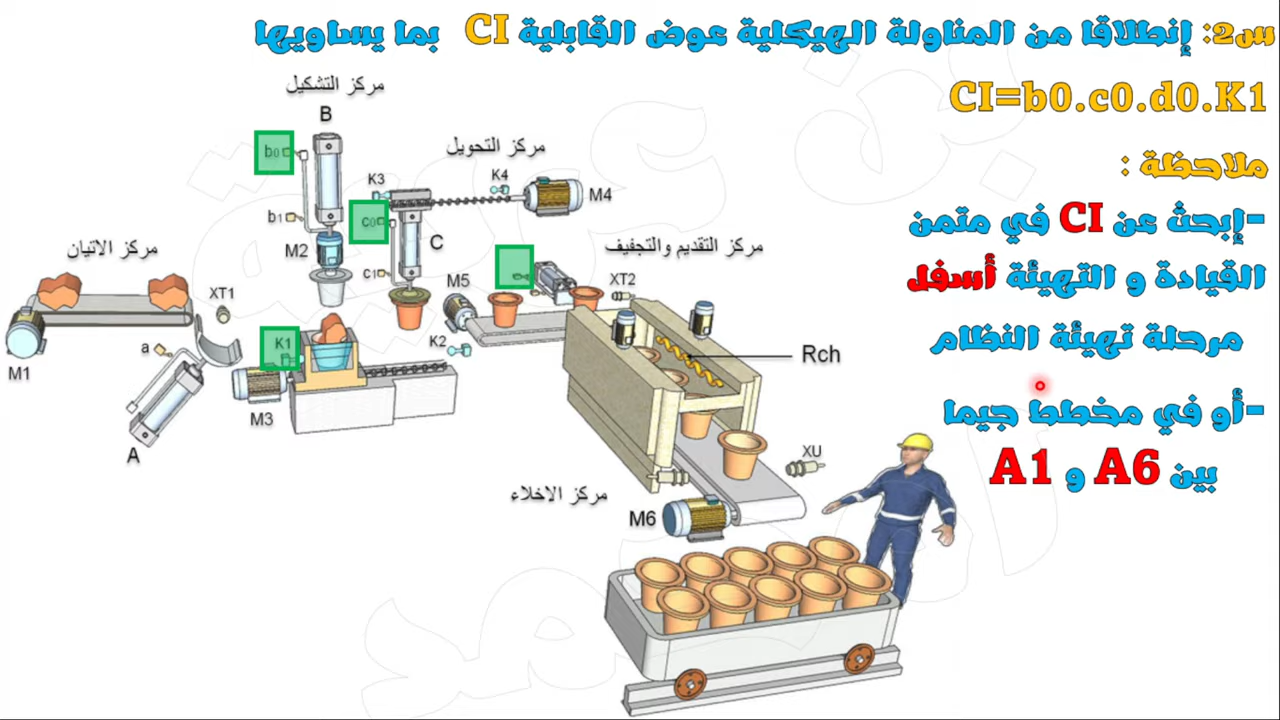 س2: إنطلاقا من المناولة الهيكلية عوض القابلية CI بما يساويها
CI=b0.c0.d0.K1
ملاحظة :
-إبحث عن CI في متمن
القيادة و التهيئة أسفل
مرحلة تهيئة النظام
-أو في مخطط جيما
بين A6 و A1
مركز التشكيل
B
b0
b1
M2
مركز التحويل
K3
K4
M4
c0
C
c1
مركز الاتيان
XT1
M1
a
A
K1
M3
مركز التقديم والتجفيف
M5
XT2
K2
Rch
XU
مركز الاخلاء
M6